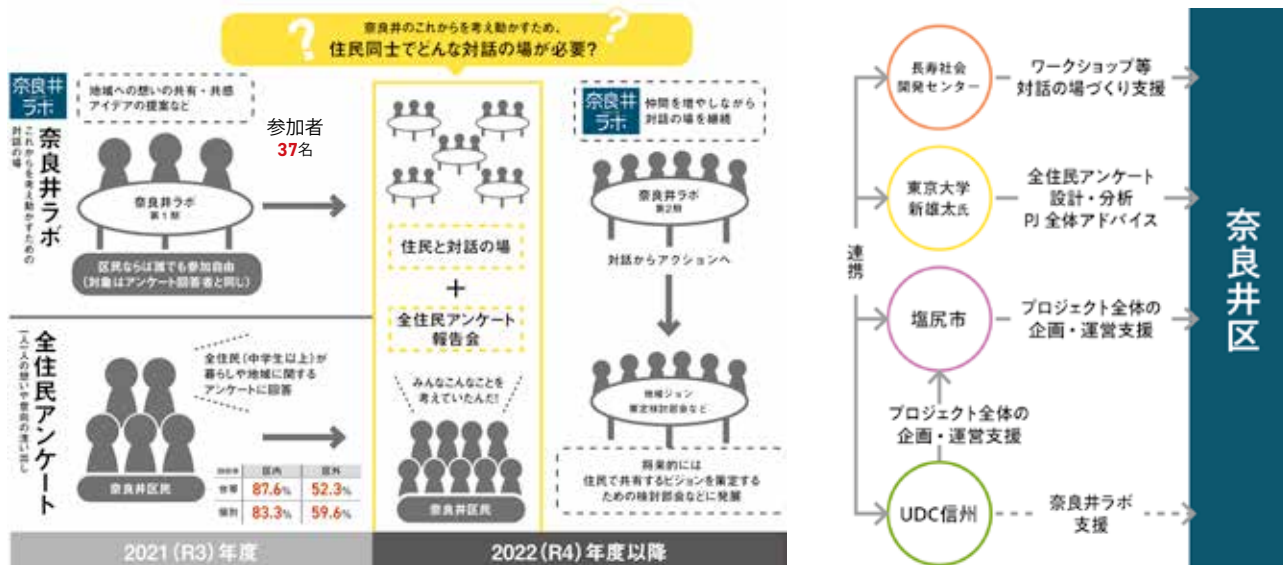 奈良井のこれからを考え動かすため、
住民同士でどんな対話の場が必要?
奈良井
ラボ
地域への想いの共有・共感
アイデアの提案など
奈良井ラボ
これからを考え動かすための
対話の場
参加者
37名
奈良井ラボ
第1期
区民ならば誰でも参加自由
(対象はアンケート回答者と同じ)
全住民アンケート
一人一人の想いや意向の洗い出し
全住民(中学生以上)が
暮らしや地域に関する
アンケートに回答
奈良井区民
回収率 区内 区外
世帯 87.6% 52.3%
個別 83.3% 59.6%
2021(R3)年度
住民と対話の場
+
全住民アンケート
報告会
みんなこんなことを
考えていたんだ!
奈良井区民
奈良井
ラボ
仲間を増やしながら
対話の場を継続
奈良井ラボ
第2期
対話からアクションへ
地域ジョン
策定検討部会など
将来的には
住民で共有するビジョンを策定する
ための検討部会などに発展
2022(R4)年度以降
連携
長寿社会
開発センター
ワークショップ等
対話の場づくり支援
東京大学
新雄太氏
全住民アンケート
設計・分析
PJ 全体アドバイス
塩尻市
プロジェクト全体の
企画・運営支援
プロジェクト全体の
企画・運営支援
UDC信州
奈良井ラボ
支援
奈良井区